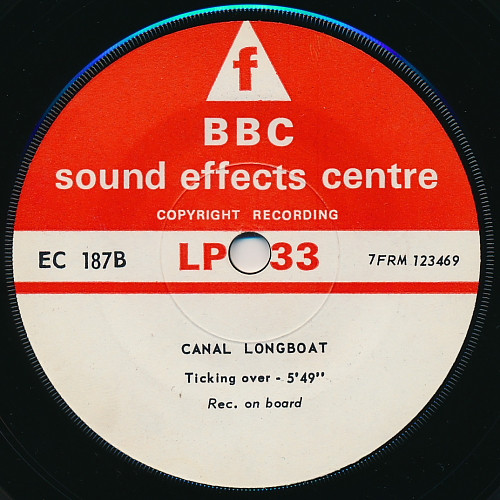 f
BBC
sound effects centre
COPYRIGHT RECORDING
EC 187B LP 33 7FRM 123469
CANAL LONGBOAT
Ticking over - 5'49"
Rec. on board